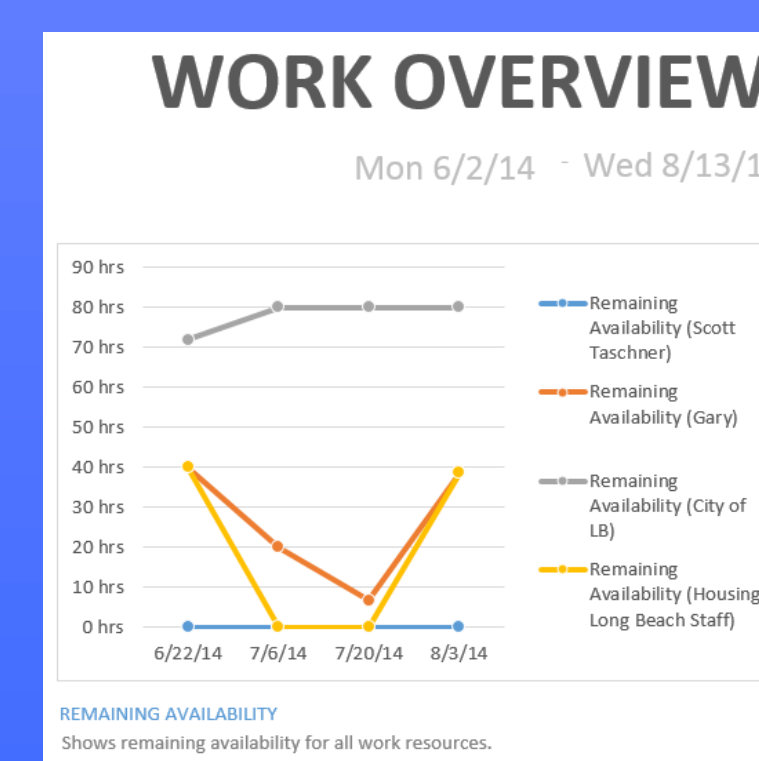 WORK OVERVIEW
Mon 6/2/14 - Wed 8/13/1
90 hrs
80 hrs
70 hrs
60 hrs
50 hrs
40 hrs
30 hrs
20 hrs
10 hrs
0 hrs
6/22/14 7/6/14 7/20/14 8/3/14
Remaining
Availability (Scott
Taschner)
Remaining
Availability (Gary)
Remaining
Availability (City of
LB)
Remaining
Availability (Housing
Long Beach Staff)
REMAINING AVAILABILITY
Shows remaining availability for all work resources.